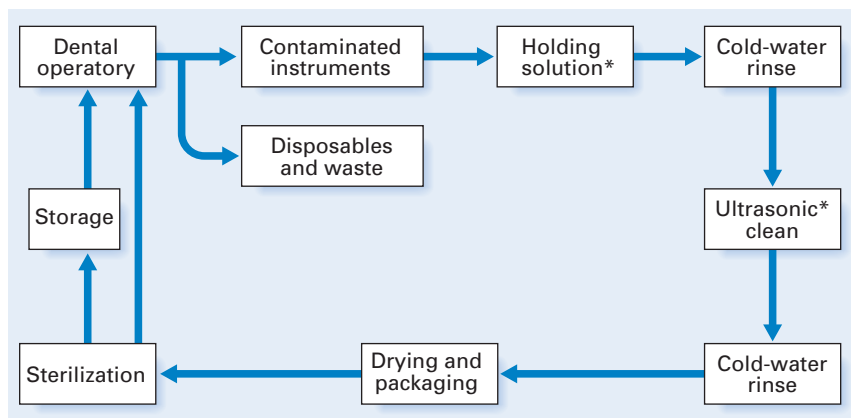 Dental
operatory
Contaminated
instruments
Holding
solution*
Cold-water
rinse
Disposables
and waste
Storage
Ultrasonic*
clean
Sterilization
Drying and
packaging
Cold-water
rinse